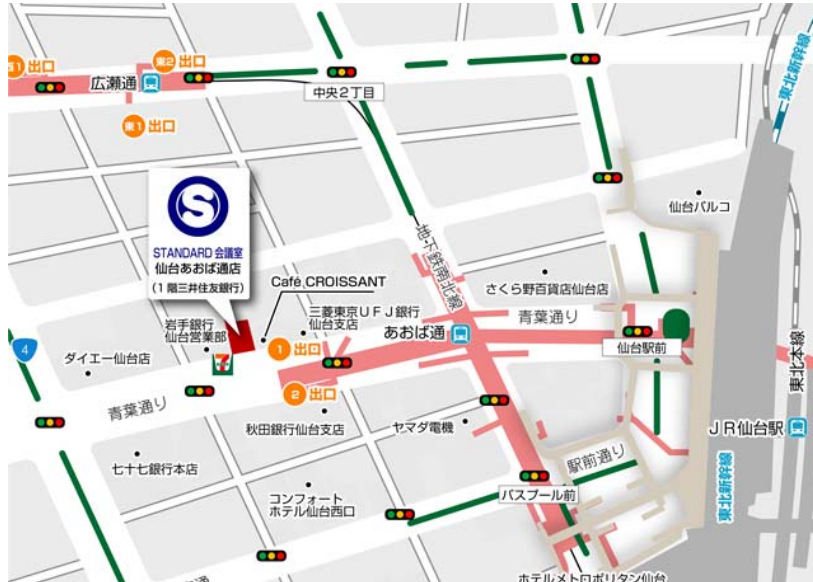 西1 出口
東2 出口
東北新幹線
広瀬通
中央2丁目
東1 出口
仙台パルコ
S
STANDARD 会議室
仙台あおば通店
(1階三井住友銀行)
地下鉄南北線
Café CROISSANT
さくら野百貨店仙台店
三菱東京UFJ銀行
仙台支店
青葉通り
岩手銀行
仙台営業部
あおば通
仙台駅前
東北本線
4
ダイエー仙台店
7
1 出口
2 出口
青葉通り
秋田銀行仙台支店
ヤマダ電機
JR仙台駅
駅前通り
七十七銀行本店
東北新幹線
コンフォート
ホテル仙台西口
バスプール前
ホテルメトロポリタン仙台